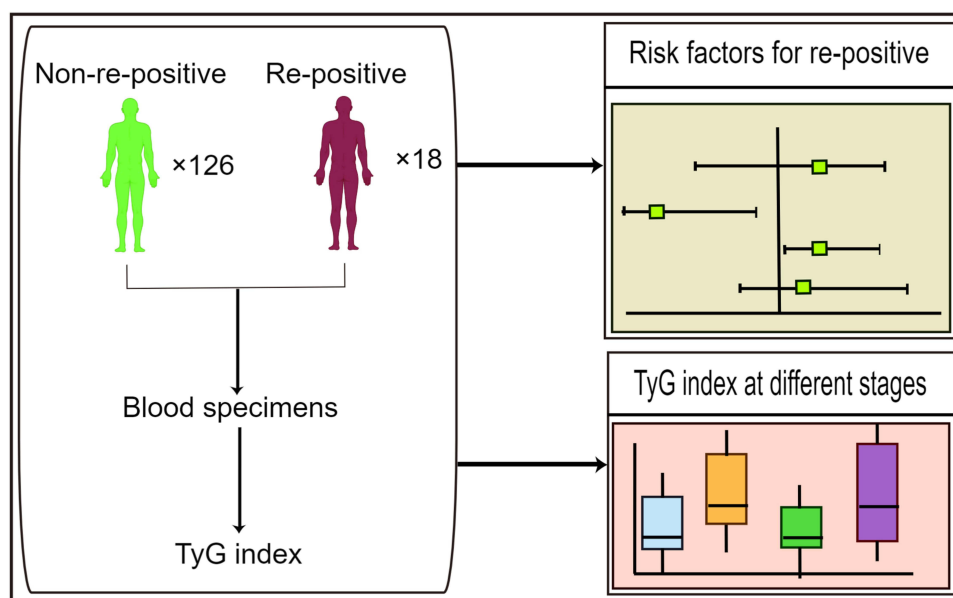 Non-re-positive
Re-positive
×126
×18
Blood specimens
TyG index
Risk factors for re-positive
TyG index at different stages